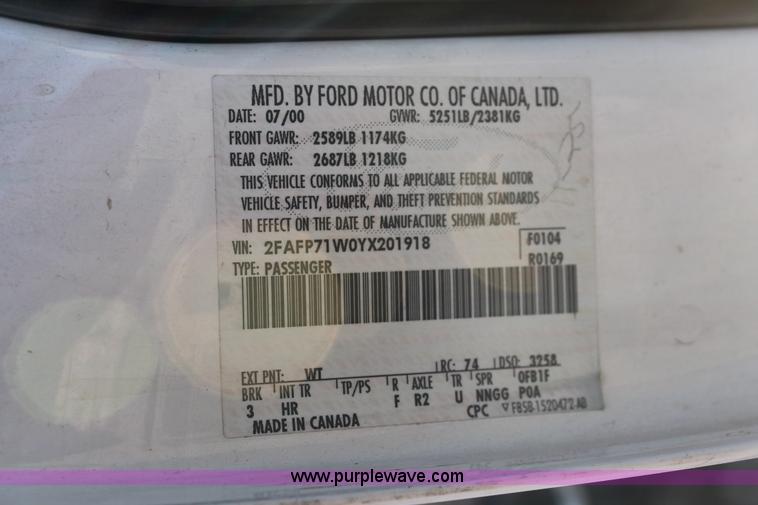 MFD. BY FORD MOTOR CO. OF CANADA, LTD.
DATE: 07/00 GVWR: 5251LB/2381KG
FRONT GAWR: 2589LB 1174KG
REAR GAWR: 2687LB 1218KG
THIS VEHICLE CONFORMS TO ALL APPLICABLE FEDERAL MOTOR
VEHICLE SAFETY, BUMPER, AND THEFT PREVENTION STANDARDS
IN EFFECT ON THE DATE OF MANUFACTURE SHOWN ABOVE.
VIN: 2FAFP71W0YX201918 F0104
TYPE: PASSENGER R0169
EXT PNT: WT RC: 74 DSO: 3258
BRK INT TR TP/PS R AXLE TR SPR 0FB1F
3 HR F R2 U NNGG P0A
MADE IN CANADA CPC ▽ F8SB-1520472-AB
www.purplewave.com